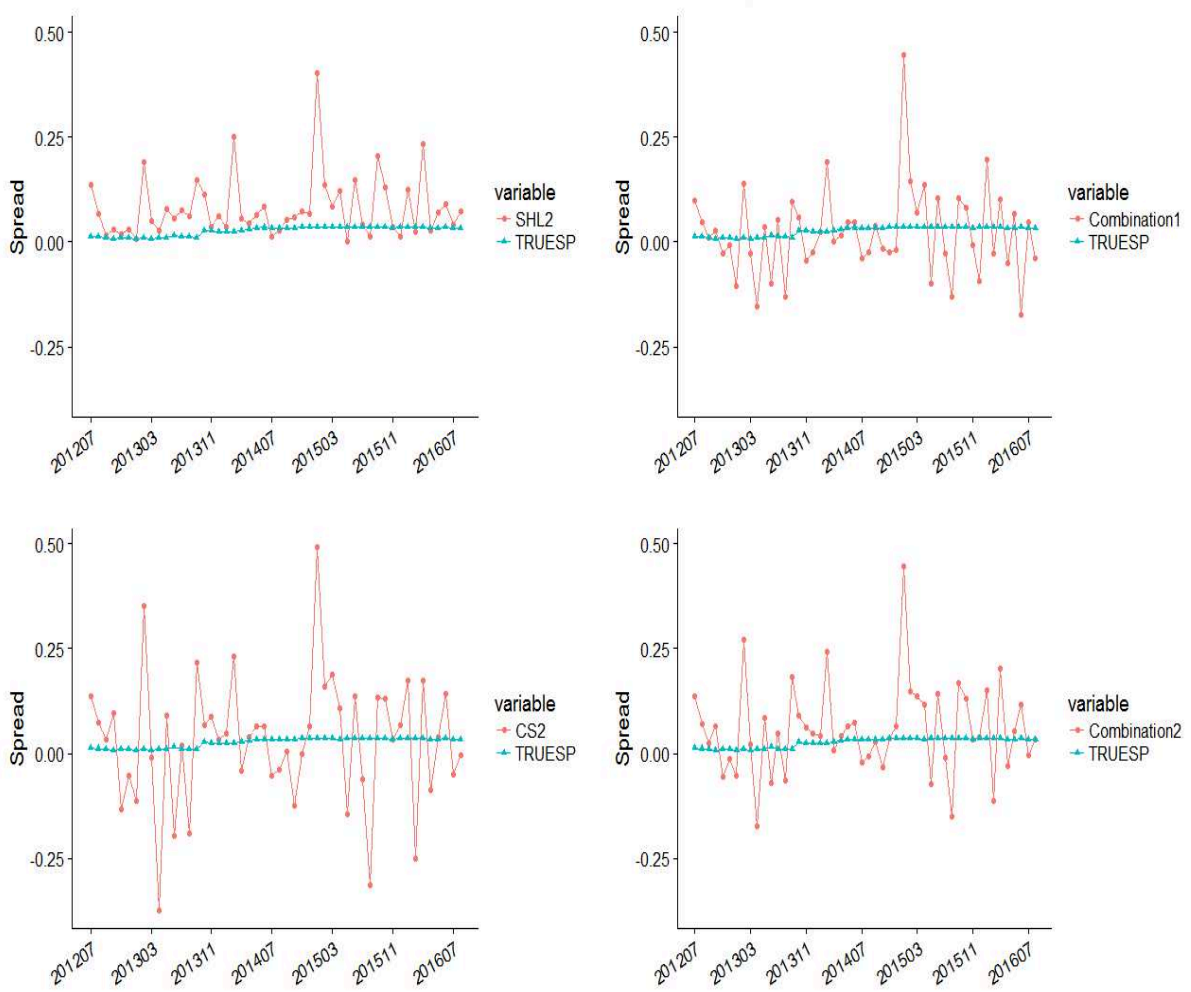 0.50
0.25
0.00
-0.25
Spread
201207
201303
201311
201407
201503
201511
201607
variable
SHL2
TRUESP
0.50
0.25
0.00
-0.25
Spread
201207
201303
201311
201407
201503
201511
201607
variable
Combination1
TRUESP
0.50
0.25
0.00
-0.25
Spread
201207
201303
201311
201407
201503
201511
201607
variable
CS2
TRUESP
0.50
0.25
0.00
-0.25
Spread
201207
201303
201311
201407
201503
201511
201607
variable
Combination2
TRUESP